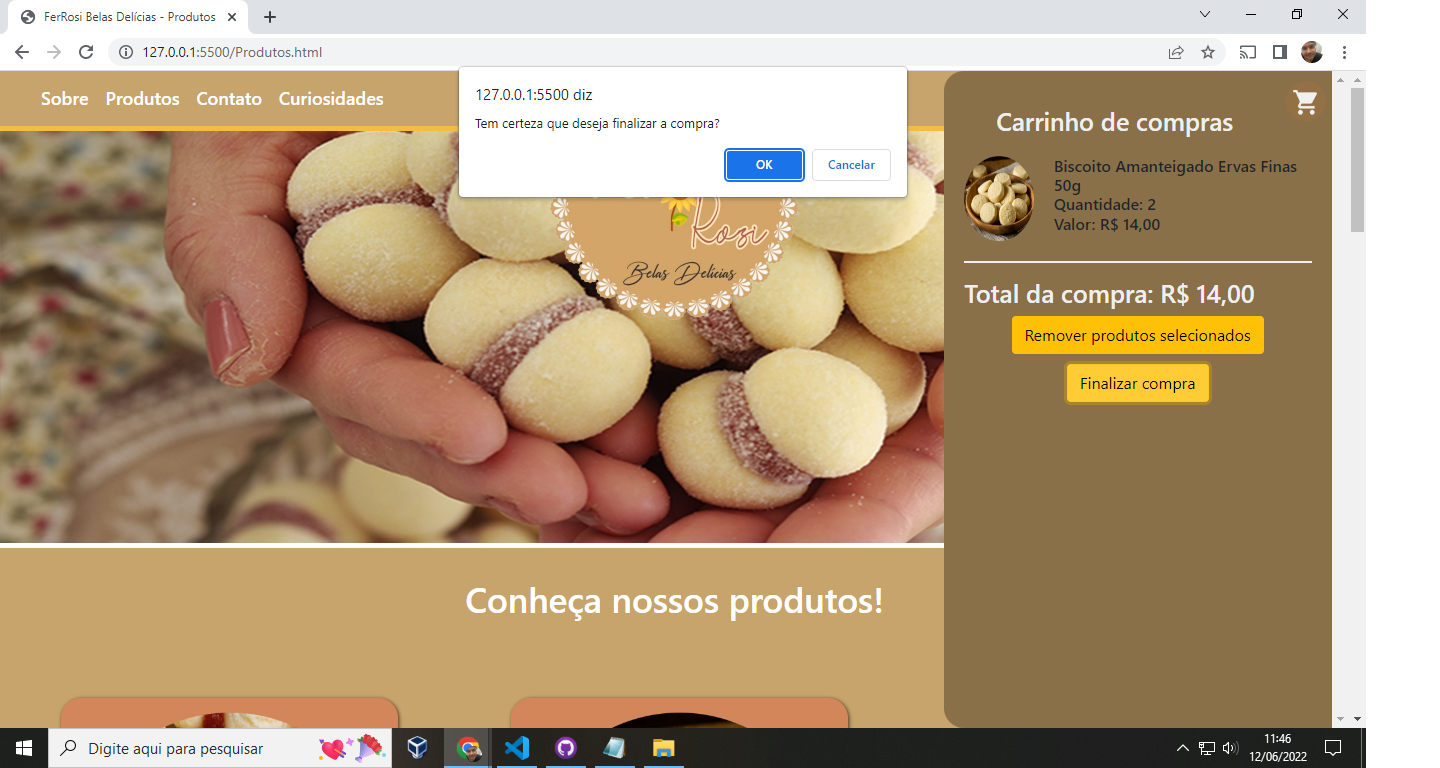 FerRosi Belas Delícias - Produtos
127.0.0.1:5500/Produtos.html
Sobre Produtos Contato Curiosidades
127.0.0.1:5500 diz
Tem certeza que deseja finalizar a compra?
OK Cancelar
Rosi
Belas Delícias
Carrinho de compras
Biscoito Amanteigado Ervas Finas
50g
Quantidade: 2
Valor: R$ 14,00
Total da compra: R$ 14,00
Remover produtos selecionados
Finalizar compra
Conheça nossos produtos!
Digite aqui para pesquisar
11:46
12/06/2022